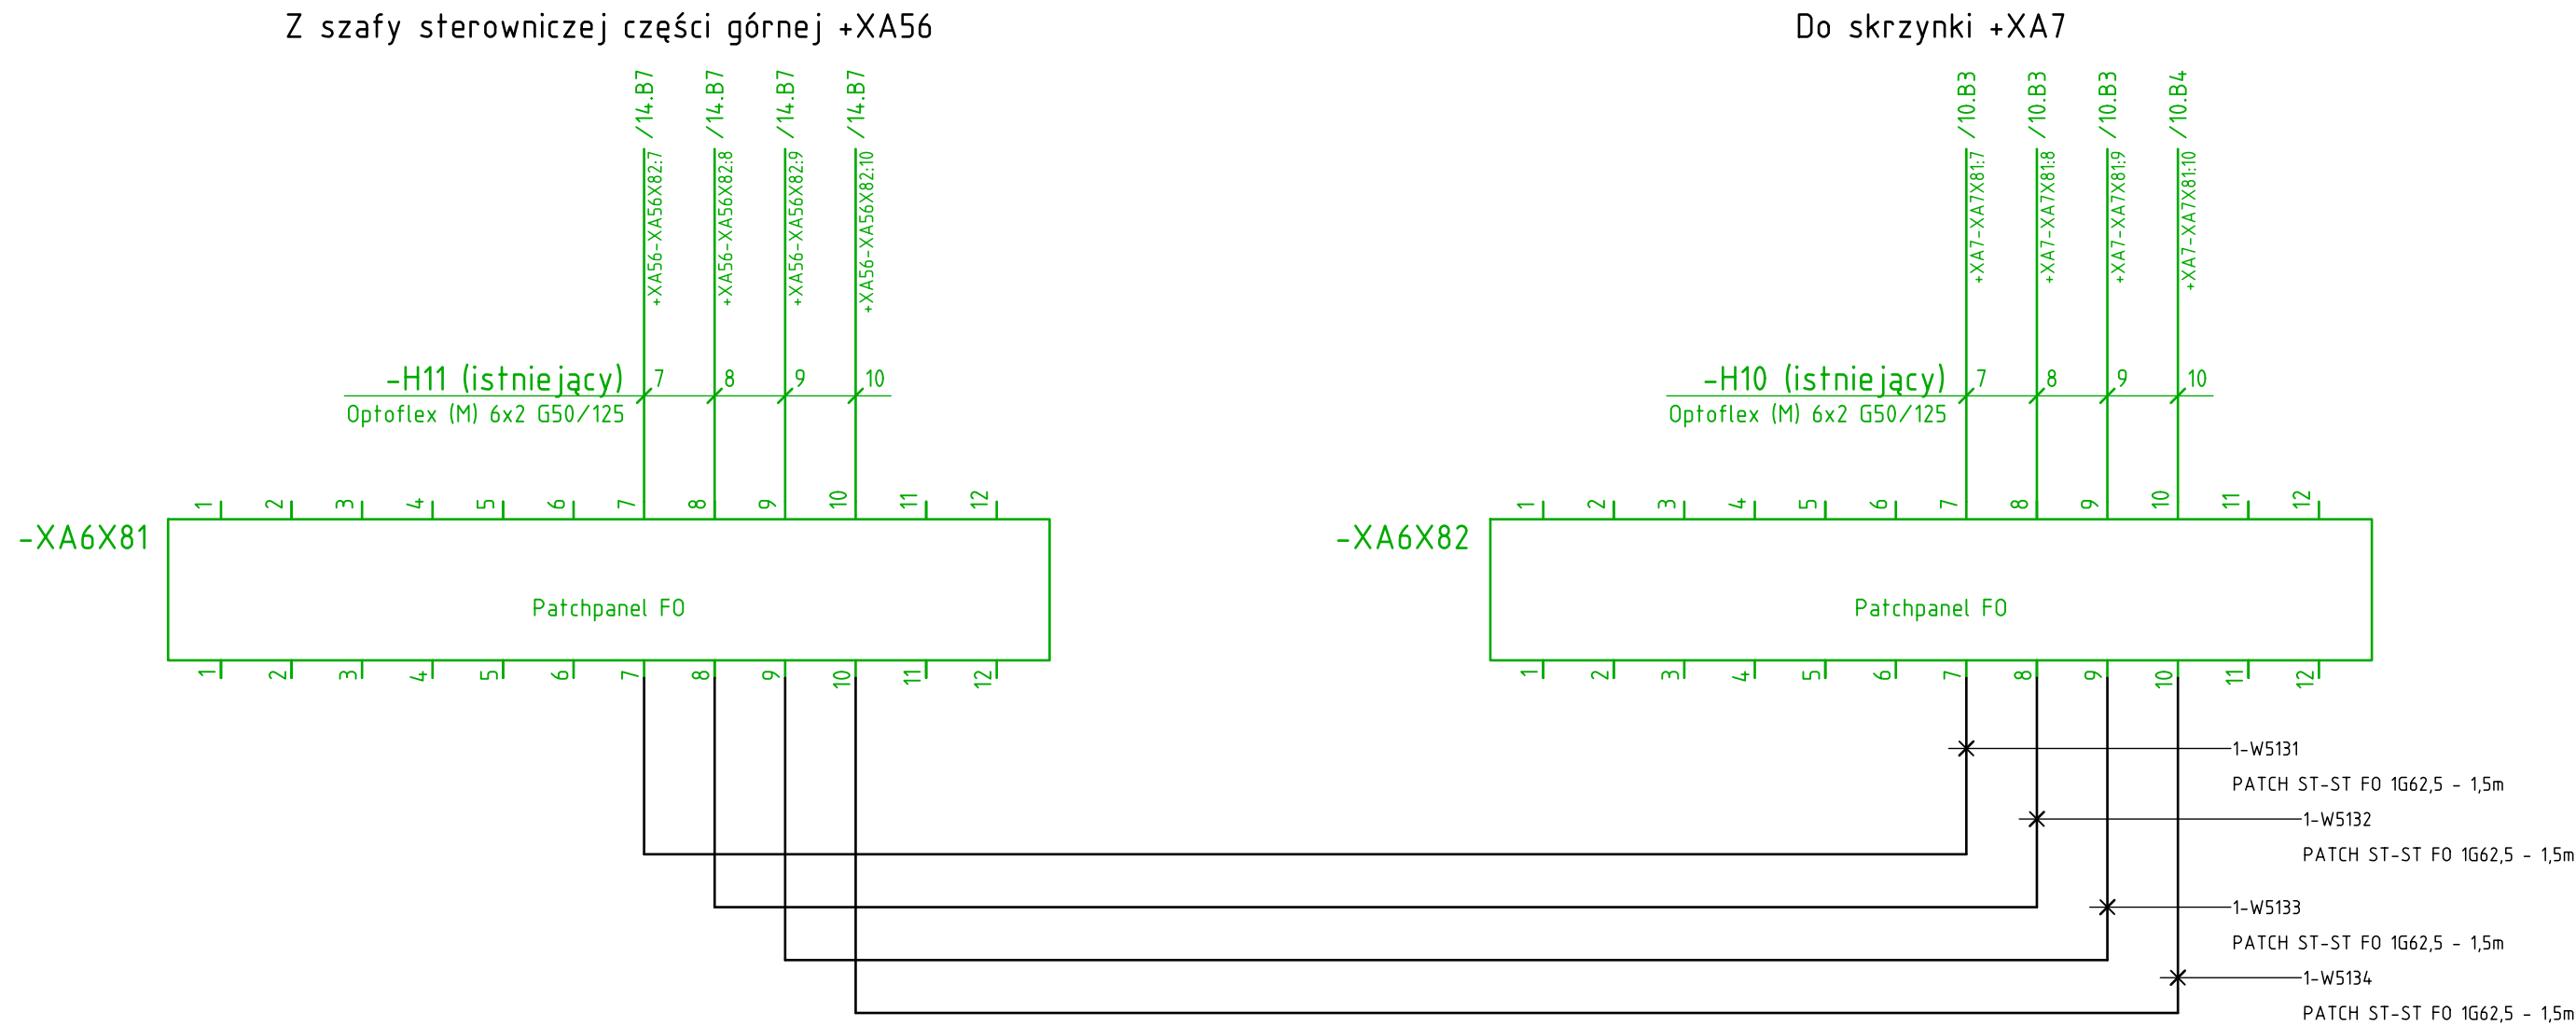 Z szafy sterowniczej części górnej +XA56
Do skrzynki +XA7
/14.B7
/14.B7
/14.B7
/14.B7
/10.B3
/10.B3
/10.B3
/10.B4
+XA56-XA56X82:7
+XA56-XA56X82:8
+XA56-XA56X82:9
+XA56-XA56X82:10
+XA7-XA7X81:7
+XA7-XA7X81:8
+XA7-XA7X81:9
+XA7-XA7X81:10
-H11 (istniejący) 7 8 9 10
Optoflex (M) 6x2 G50/125
-H10 (istniejący) 7 8 9 10
Optoflex (M) 6x2 G50/125
1 2 3 4 5 6 7 8 9 10 11 12
-XA6X81
Patchpanel FO
1 2 3 4 5 6 7 8 9 10 11 12
1 2 3 4 5 6 7 8 9 10 11 12
-XA6X82
Patchpanel FO
1 2 3 4 5 6 7 8 9 10 11 12
1-W5131
PATCH ST-ST FO 1G62,5 - 1,5m
1-W5132
PATCH ST-ST FO 1G62,5 - 1,5m
1-W5133
PATCH ST-ST FO 1G62,5 - 1,5m
1-W5134
PATCH ST-ST FO 1G62,5 - 1,5m